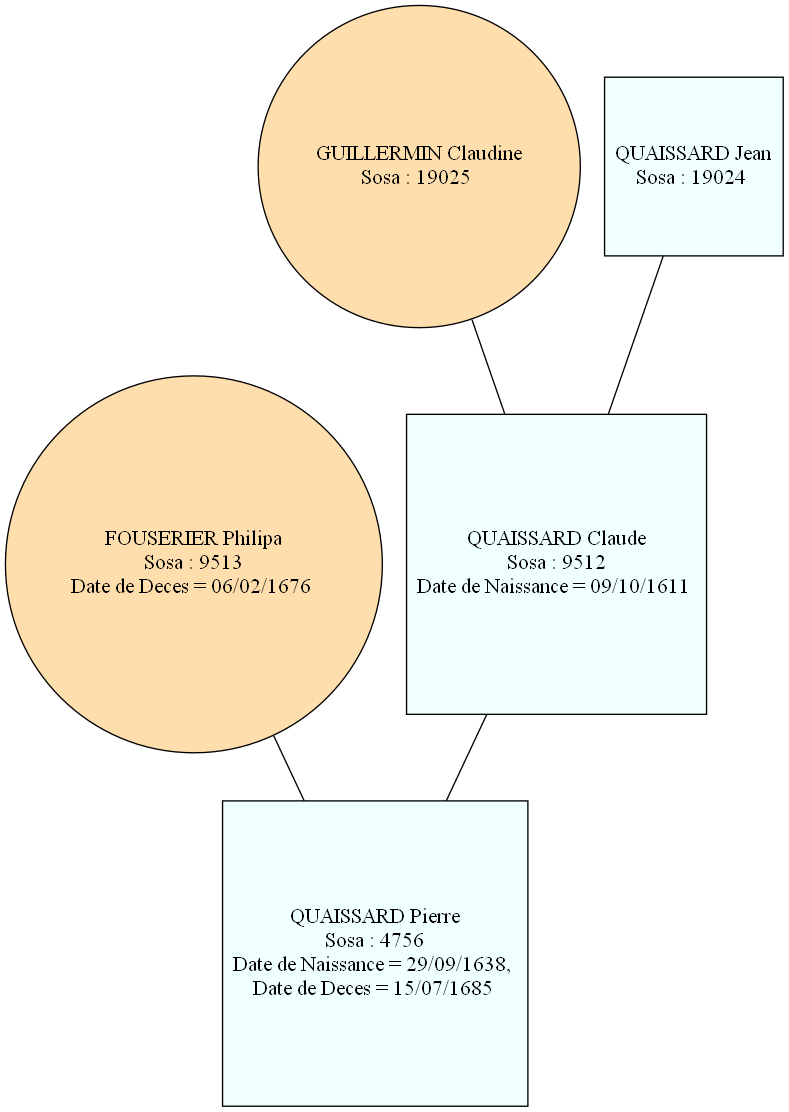 GUILLERMIN Claudine
Sosa : 19025
QUAISSARD Jean
Sosa : 19024
FOUSERIER Philipa
Sosa : 9513
Date de Deces = 06/02/1676
QUAISSARD Claude
Sosa : 9512
Date de Naissance = 09/10/1611
QUAISSARD Pierre
Sosa : 4756
Date de Naissance = 29/09/1638,
Date de Deces = 15/07/1685